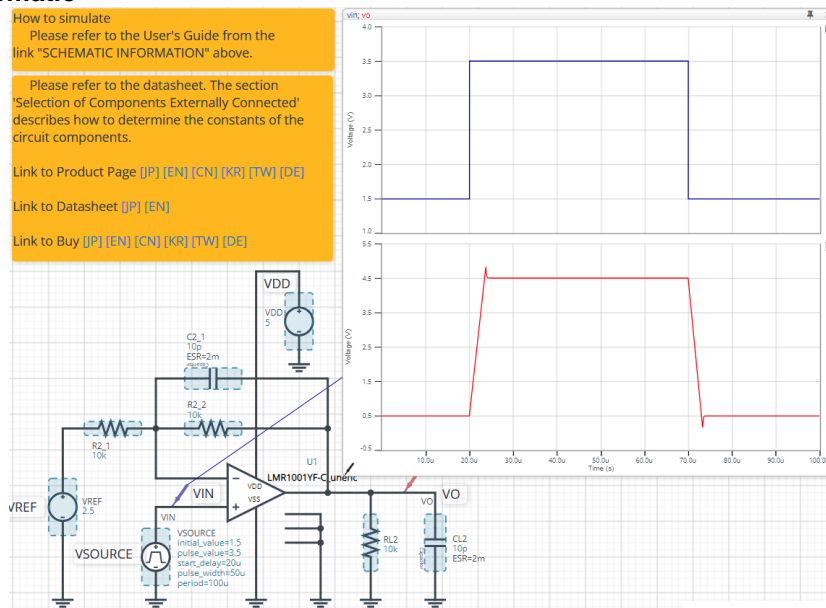 How to simulate
Please refer to the User's Guide from the
link "SCHEMATIC INFORMATION" above.
Please refer to the datasheet. The section
'Selection of Components Externally Connected'
describes how to determine the constants of the
circuit components.
Link to Product Page [JP] [EN] [CN] [KR] [TW] [DE]
Link to Datasheet [JP] [EN]
Link to Buy [JP] [EN] [CN] [KR] [TW] [DE]
vin; vo
4.0
3.5
3.0
2.5
2.0
1.5
1.0
Voltage (V)
5.5
4.5
3.5
2.5
1.5
0.5
-0.5
Voltage (V)
10.0u 20.0u 30.0u 40.0u 50.0u 60.0u 70.0u 80.0u 90.0u 100.0
Time (s)
VDD
VDD
5
C2_1
10p
ESR=2m
R2_2
10k
R2_1
10k
U1
VDD
VSS
VIN
VIN
VREF
2.5
VSOURCE
VSOURCE
initial_value=1.5
pulse_value=3.5
start_delay=20u
pulse_width=50u
period=100u
VO
VO
RL2
10k
CL2
10p
ESR=2m